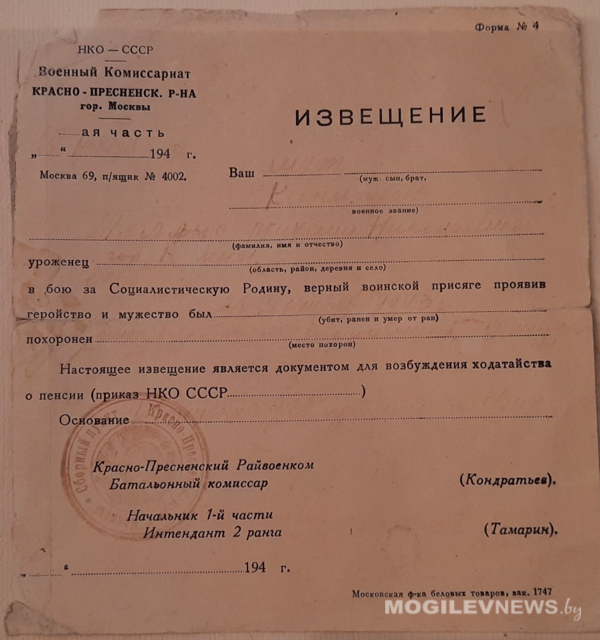 Форма № 4
НКО — СССР
Военный Комиссариат
КРАСНО - ПРЕСНЕНСК. Р-НА
гор. Москвы
ИЗВЕЩЕНИЕ
ая часть
„ “ 194 г.
Москва 69, п/ящик № 4002.
Ваш
(муж. сын, брат,
военное звание)
(фамилия, имя и отчество)
уроженец
(область, район, деревня и село)
в бою за Социалистическую Родину, верный воинской присяге проявив
геройство и мужество был
(убит, ранен и умер от ран)
похоронен
(место похорон)
Настоящее извещение является документом для возбуждения ходатайства
о пенсии (приказ НКО СССР )
Основание
Красно-Пресненский Райвоенком
Батальонный комиссар (Кондратьев).
Начальник 1-й части
Интендант 2 ранга (Тамарин).
„ 194 г.
Московская ф-ка беловых товаров, зак. 1747
MOGILEVNEWS.by